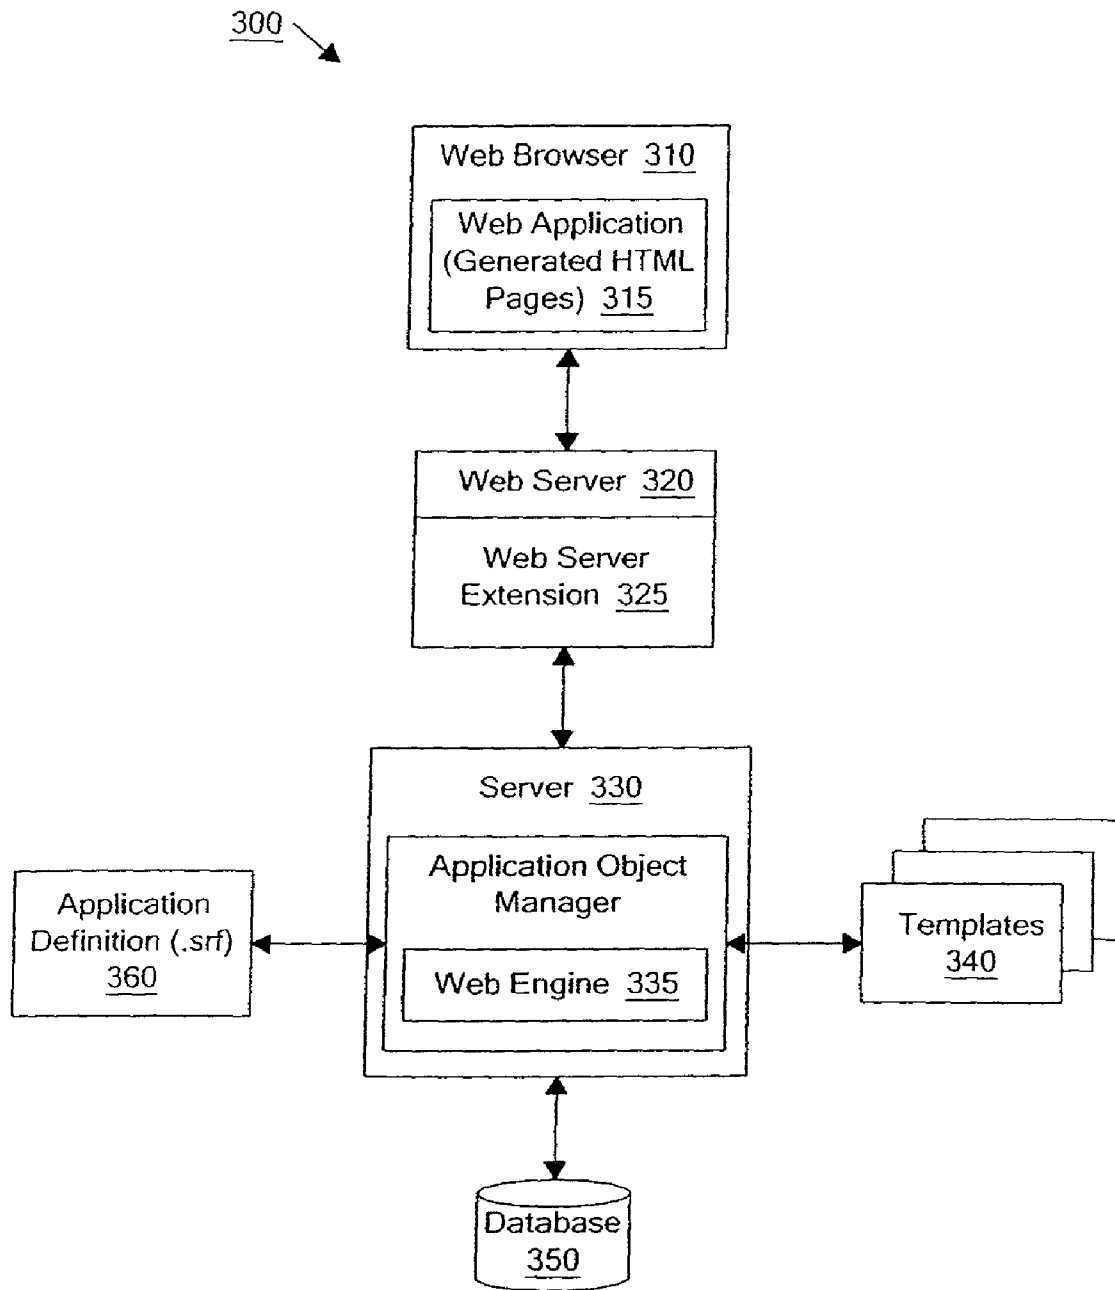 300
Web Browser 310
Web Application
(Generated HTML
Pages) 315
Web Server 320
Web Server
Extension 325
Server 330
Application Object
Manager
Web Engine 335
Application
Definition (.srf)
360
Templates
340
Database
350